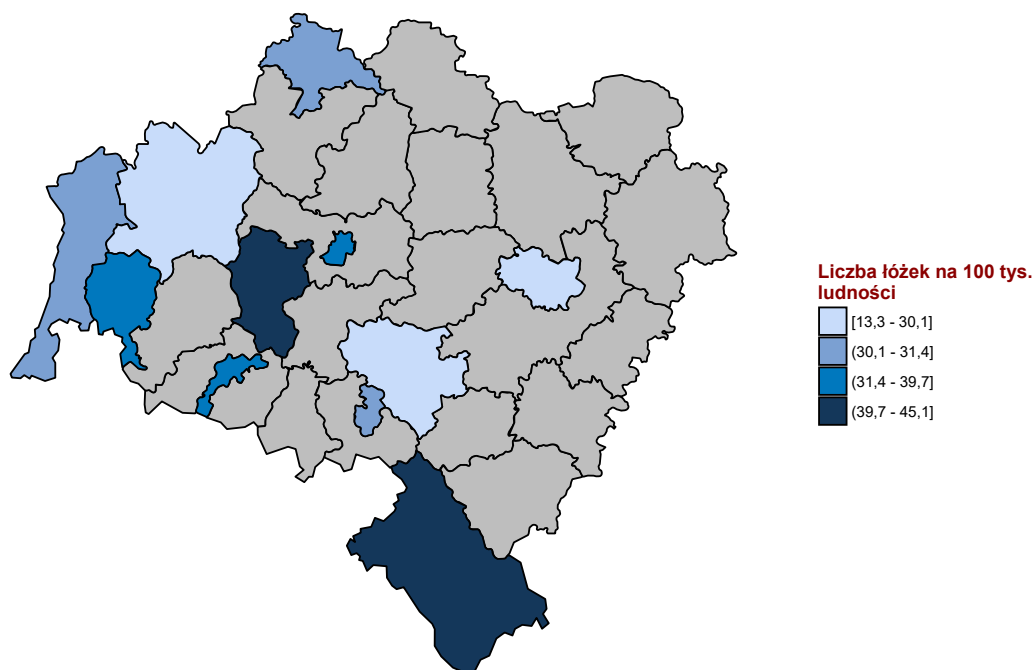 Liczba łóżek na 100 tys.
ludności
[13,3 - 30,1]
(30,1 - 31,4]
(31,4 - 39,7]
(39,7 - 45,1]